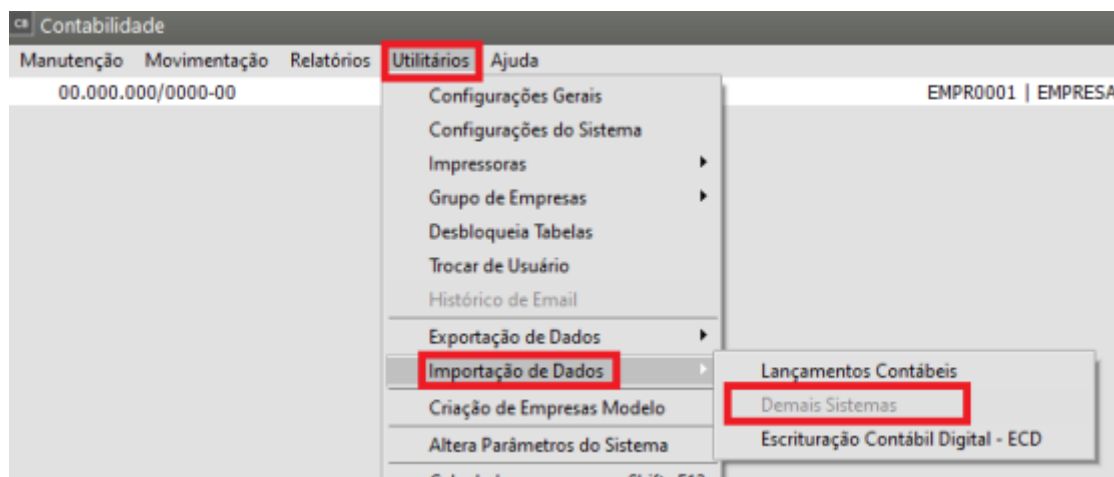 CB Contabilidade
Manutenção Movimentação Relatórios Utilitários Ajuda
00.000.000/0000-00 EMPR0001 | EMPRESA
Configurações Gerais
Configurações do Sistema
Impressoras
Grupo de Empresas
Desbloqueia Tabelas
Trocar de Usuário
Histórico de Email
Exportação de Dados
Importação de Dados
Lançamentos Contábeis
Demais Sistemas
Escrituração Contábil Digital - ECD
Criação de Empresas Modelo
Altera Parâmetros do Sistema